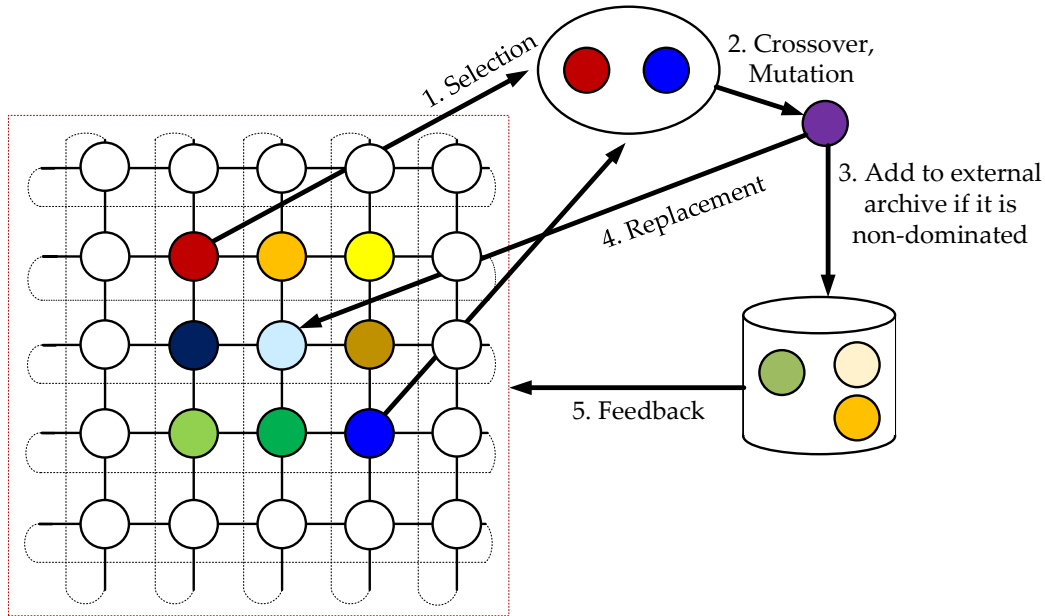 1. Selection
2. Crossover,
Mutation
3. Add to external
archive if it is
non-dominated
4. Replacement
5. Feedback